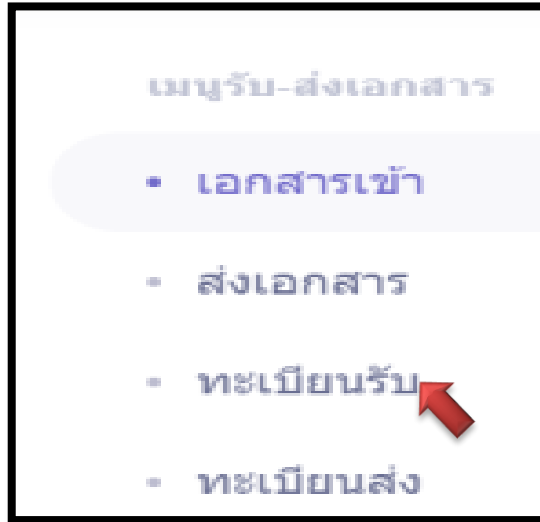 เมนูรับ-ส่งเอกสาร
เอกสารเข้า
ส่งเอกสาร
ทะเบียนรับ
ทะเบียนส่ง